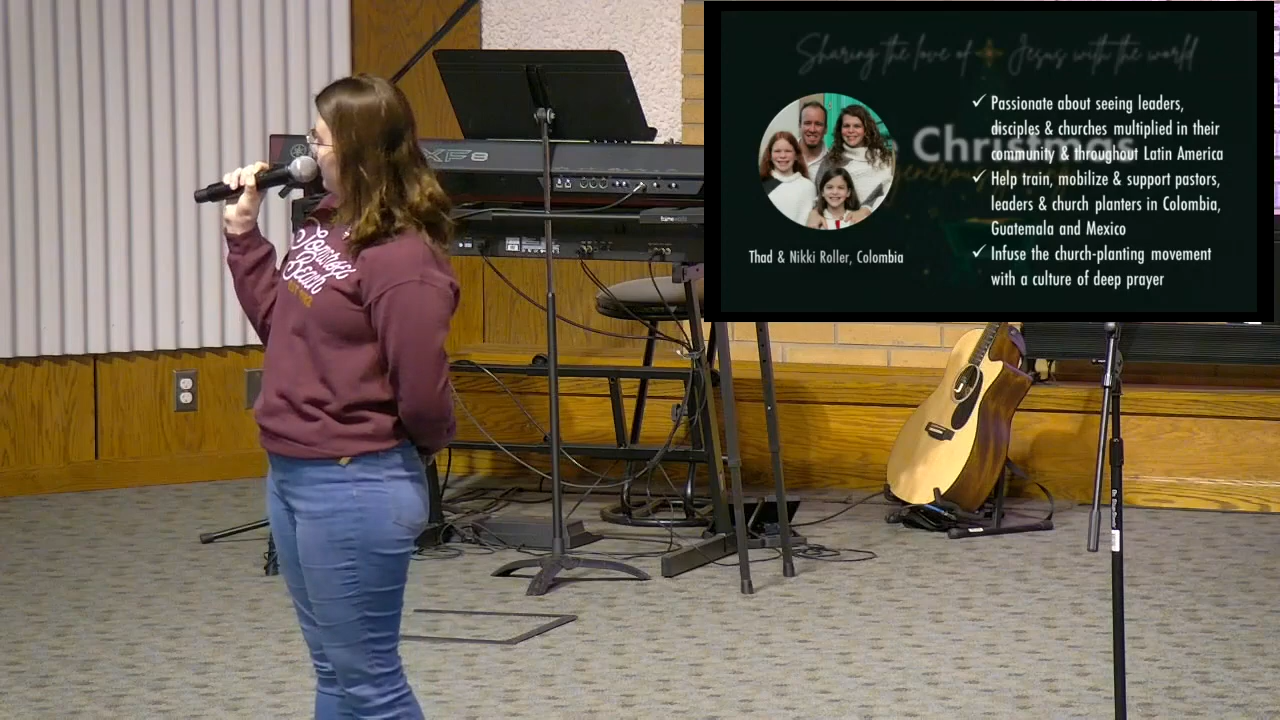 Sharing the love of Jesus with the world
Christmas
Passionate about seeing leaders,
disciples & churches multiplied in their
community & throughout Latin America
Help train, mobilize & support pastors,
leaders & church planters in Colombia,
Guatemala and Mexico
Infuse the church-planting movement
with a culture of deep prayer
Thad & Nikki Roller, Colombia
XF8
Beach